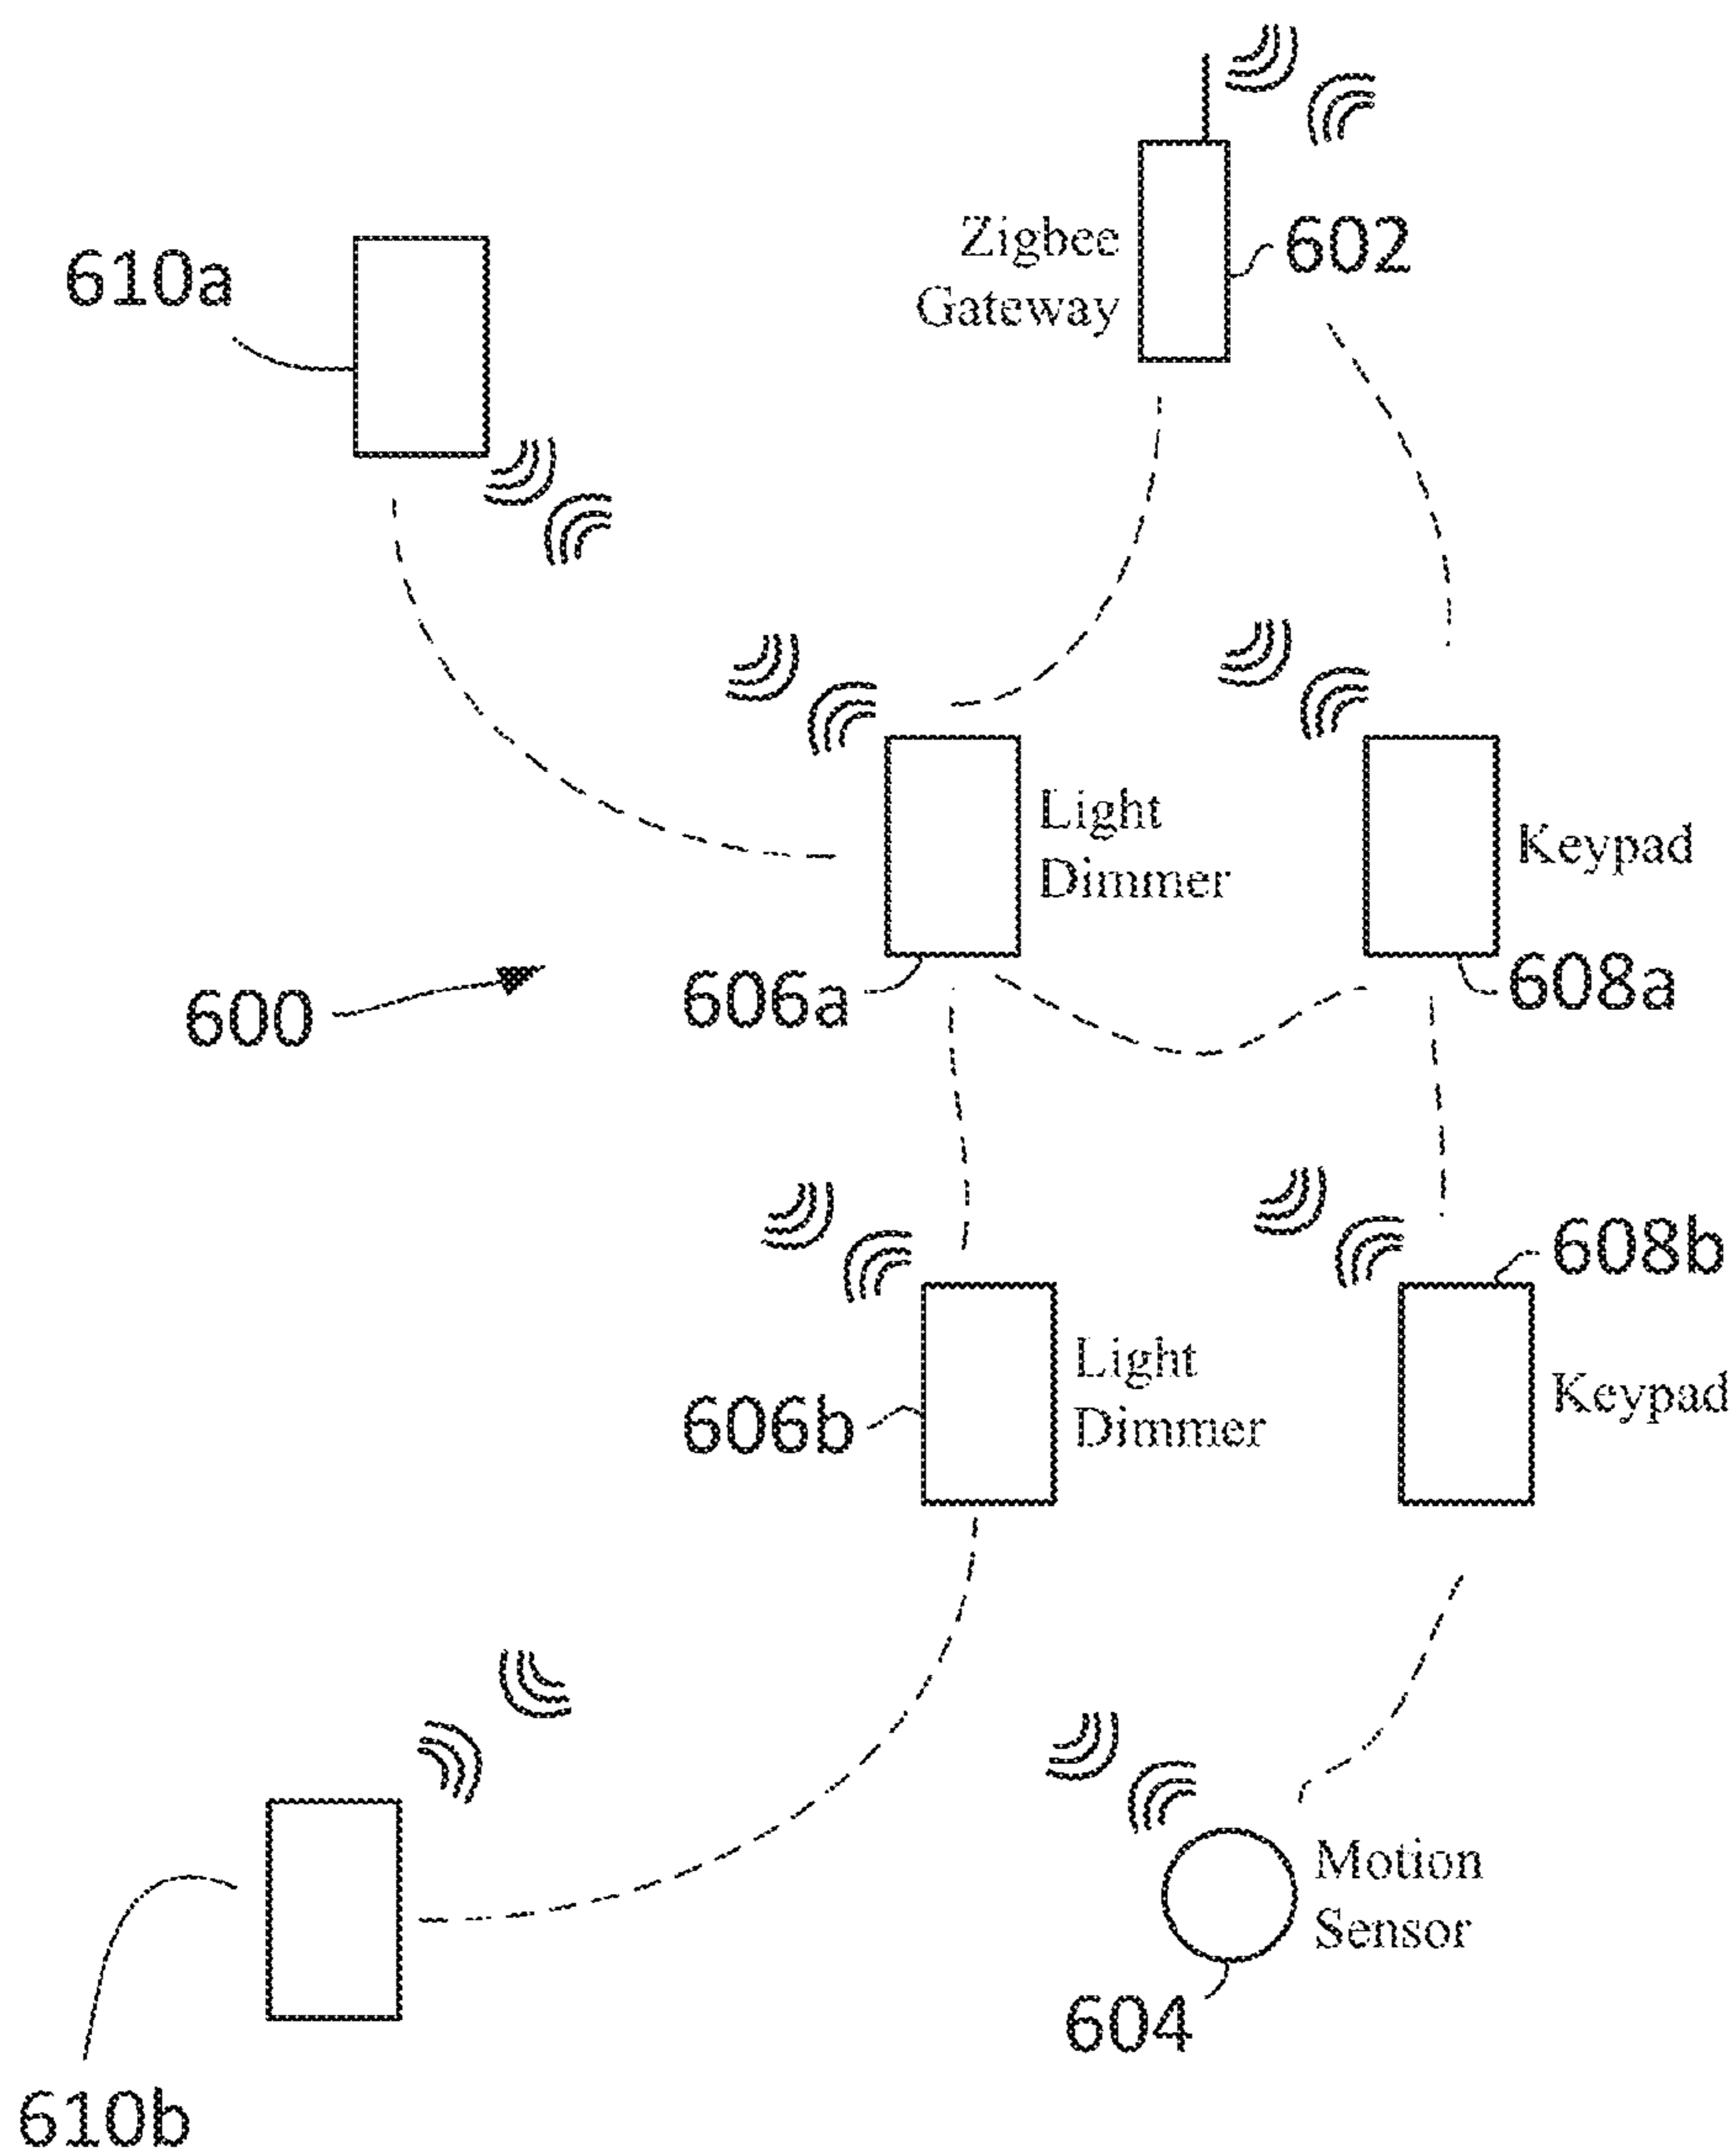 Zigbee
Gateway
602
610a
Light
Dimmer
Keypad
606a
608a
600
608b
Light
Dimmer
Keypad
606b
Motion
Sensor
604
610b